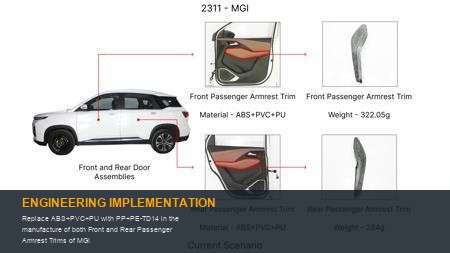 2311 - MGI
Front Passenger Armrest Trim
Front Passenger Armrest Trim
Material - ABS+PVC+PU
Weight - 322.05g
Front and Rear Door
Assemblies
Rear Passenger Armrest Trim
Rear Passenger Armrest Trim
Material - ABS+PVC+PU
Weight - 284g
ENGINEERING IMPLEMENTATION
Replace ABS+PVC+PU with PP+PE-TD14 in the
manufacture of both Front and Rear Passenger
Armrest Trims of MGI
Current Scenario